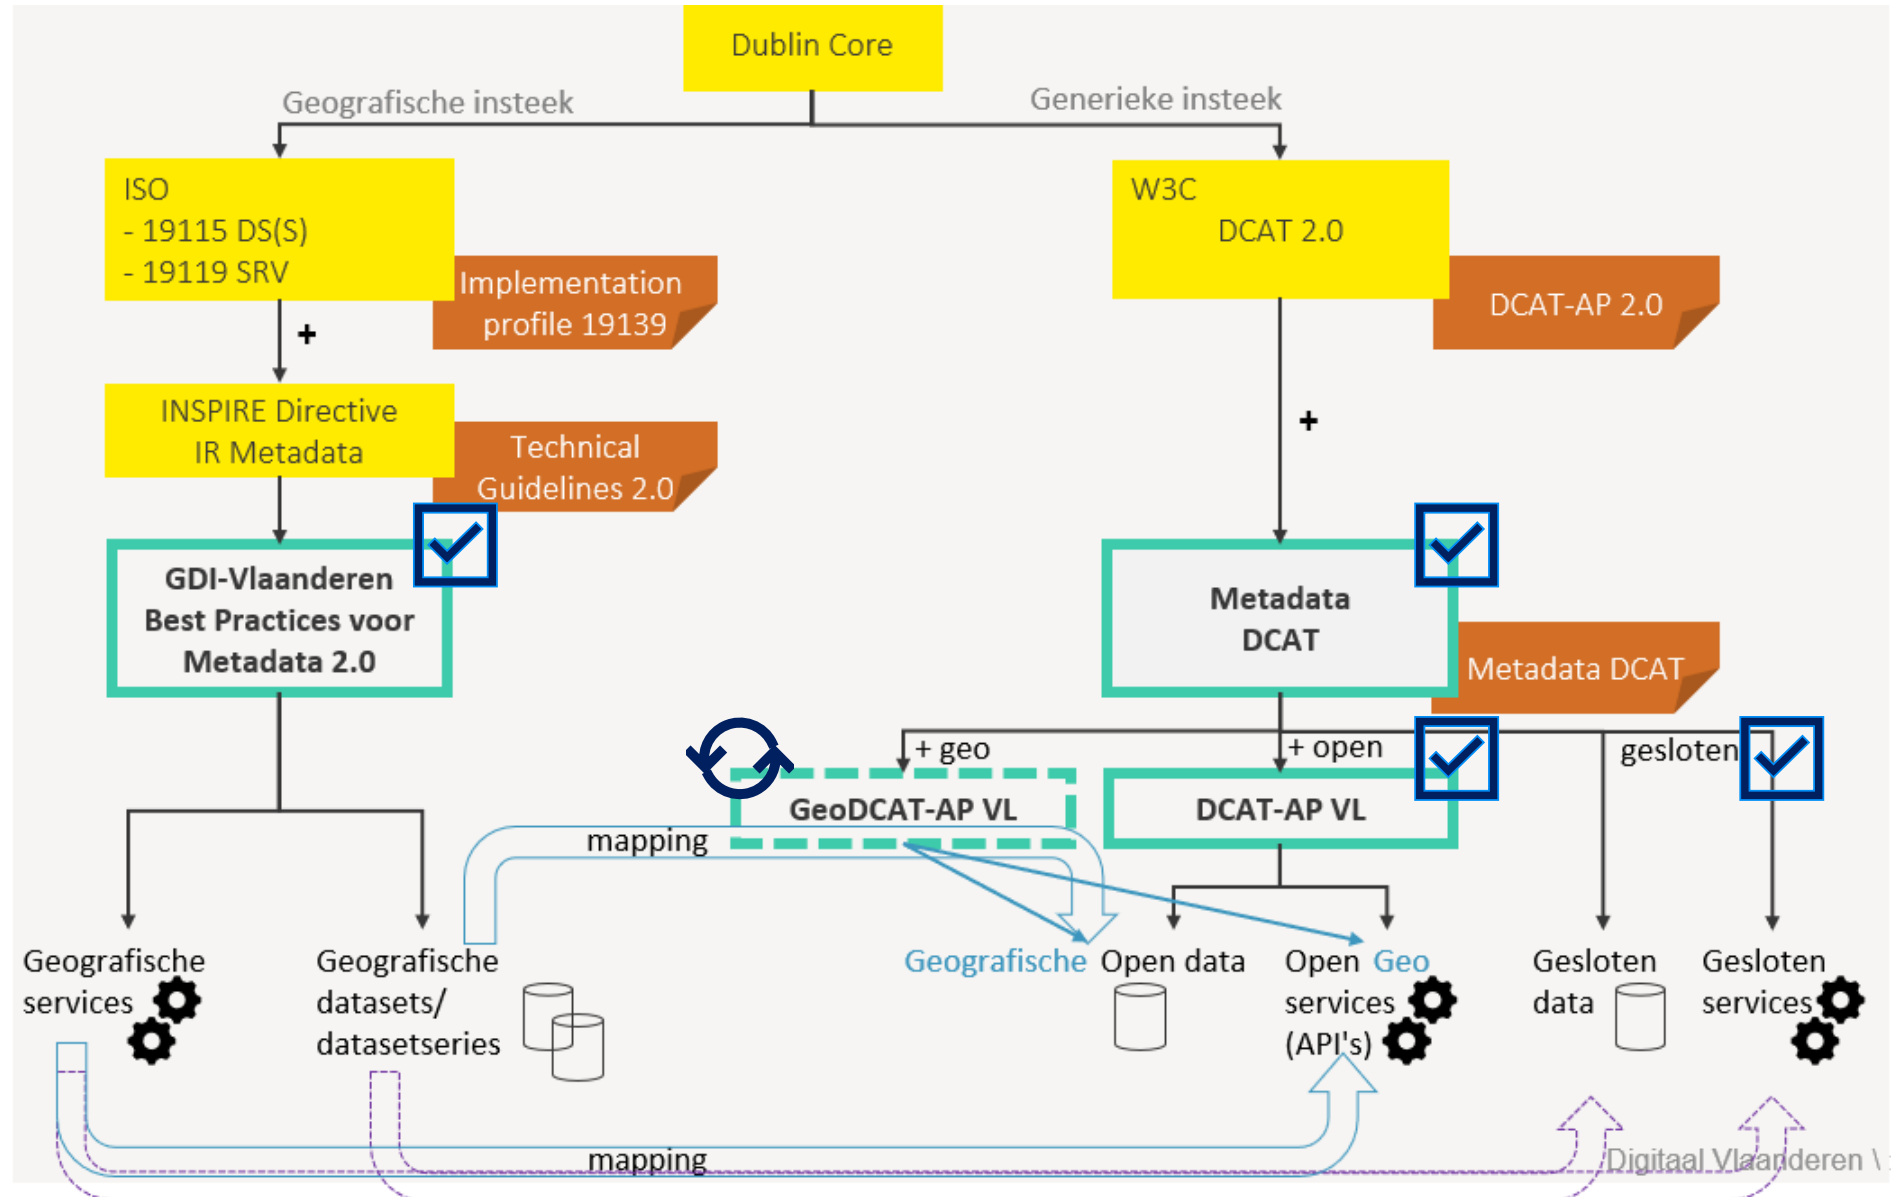 Dublin Core
Geografische insteek
Generieke insteek
ISO
- 19115 DS(S)
- 19119 SRV
W3C
DCAT 2.0
Implementation
profile 19139
DCAT-AP 2.0
+
INSPIRE Directive
IR Metadata
+
Technical
Guidelines 2.0
GDI-Vlaanderen
Best Practices voor
Metadata 2.0
Metadata
DCAT
Metadata DCAT
+ geo
+ open
gesloten
GeoDCAT-AP VL
DCAT-AP VL
mapping
Geografische
services
Geografische
datasets/
datasetseries
Geografische Open data
Open Geo
services
(API's)
Gesloten
data
Gesloten
services
mapping
Digitaal Vlaanderen \